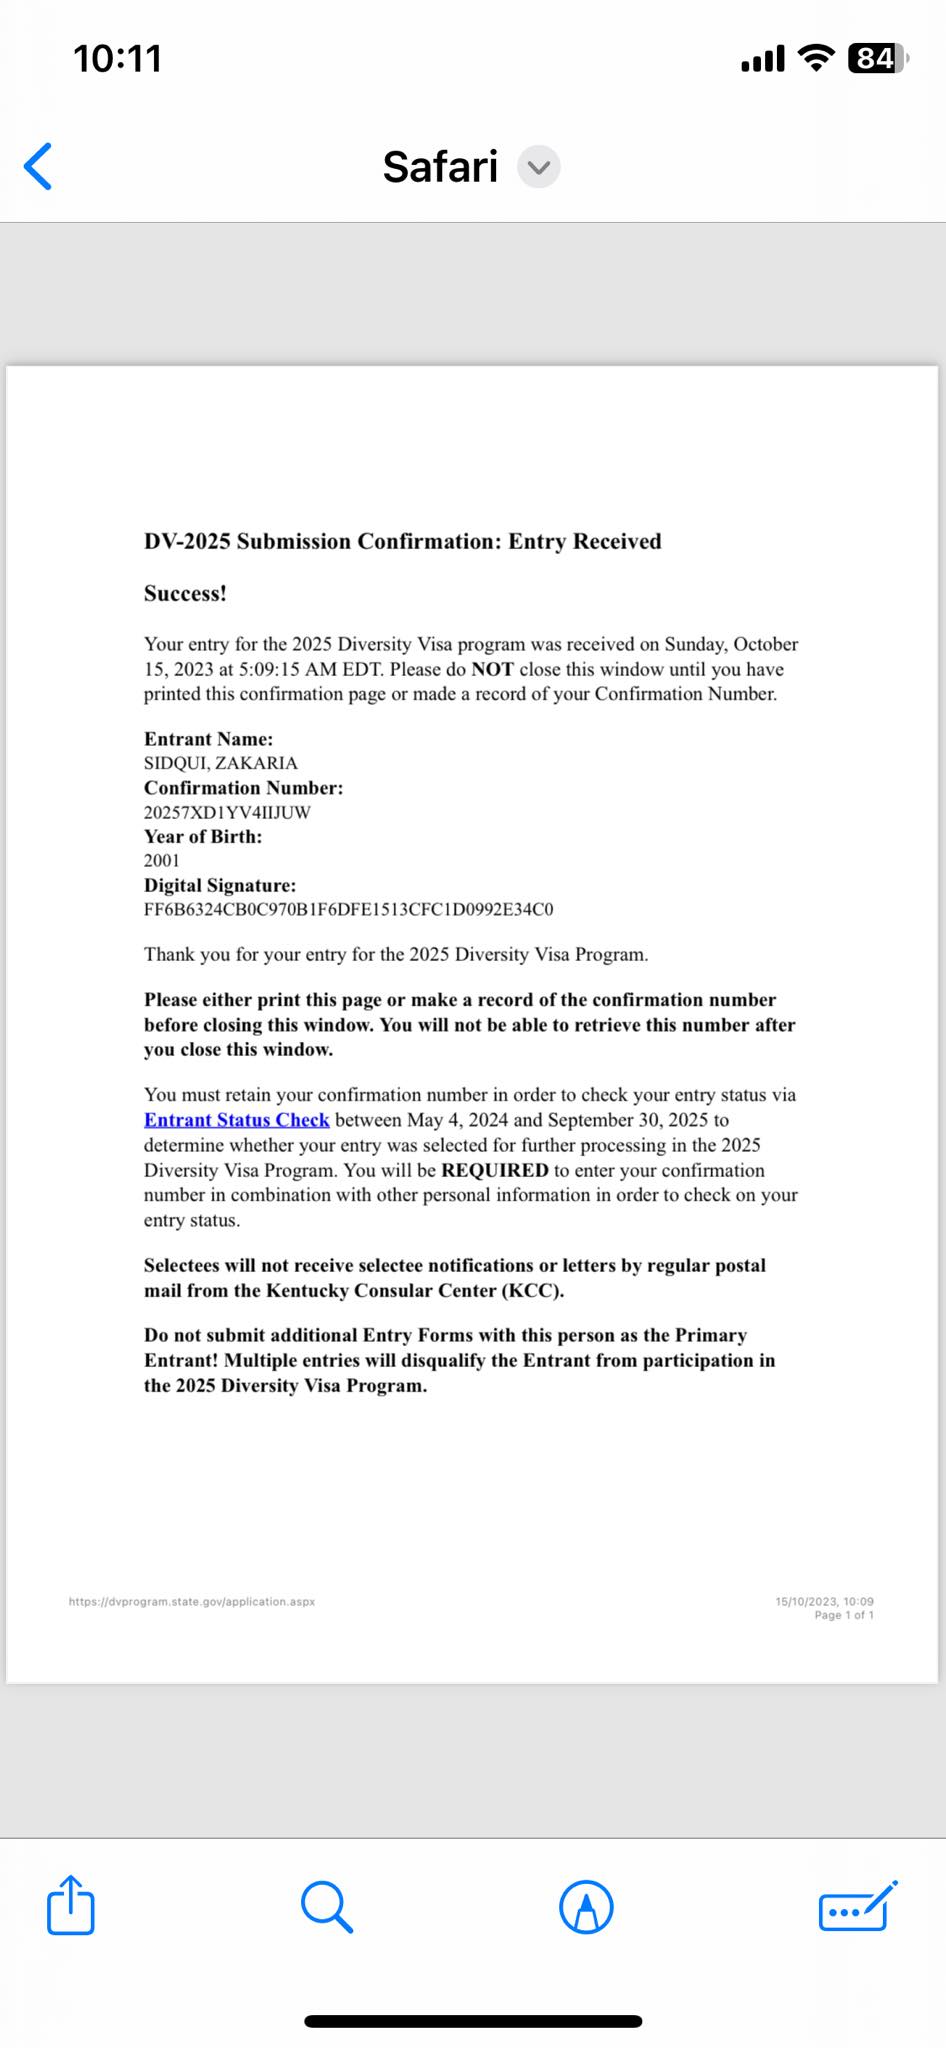 10:11
84
Safari
DV-2025 Submission Confirmation: Entry Received
Success!
Your entry for the 2025 Diversity Visa program was received on Sunday, October
15, 2023 at 5:09:15 AM EDT. Please do NOT close this window until you have
printed this confirmation page or made a record of your Confirmation Number.
Entrant Name:
SIDQUI, ZAKARIA
Confirmation Number:
20257XD1YV4IIJUW
Year of Birth:
2001
Digital Signature:
FF6B6324CB0C970B1F6DFE1513CFC1D0992E34C0
Thank you for your entry for the 2025 Diversity Visa Program.
Please either print this page or make a record of the confirmation number
before closing this window. You will not be able to retrieve this number after
you close this window.
You must retain your confirmation number in order to check your entry status via
Entrant Status Check between May 4, 2024 and September 30, 2025 to
determine whether your entry was selected for further processing in the 2025
Diversity Visa Program. You will be REQUIRED to enter your confirmation
number in combination with other personal information in order to check on your
entry status.
Selectees will not receive selectee notifications or letters by regular postal
mail from the Kentucky Consular Center (KCC).
Do not submit additional Entry Forms with this person as the Primary
Entrant! Multiple entries will disqualify the Entrant from participation in
the 2025 Diversity Visa Program.
https://dvprogram.state.gov/application.aspx
15/10/2023, 10:09
Page 1 of 1